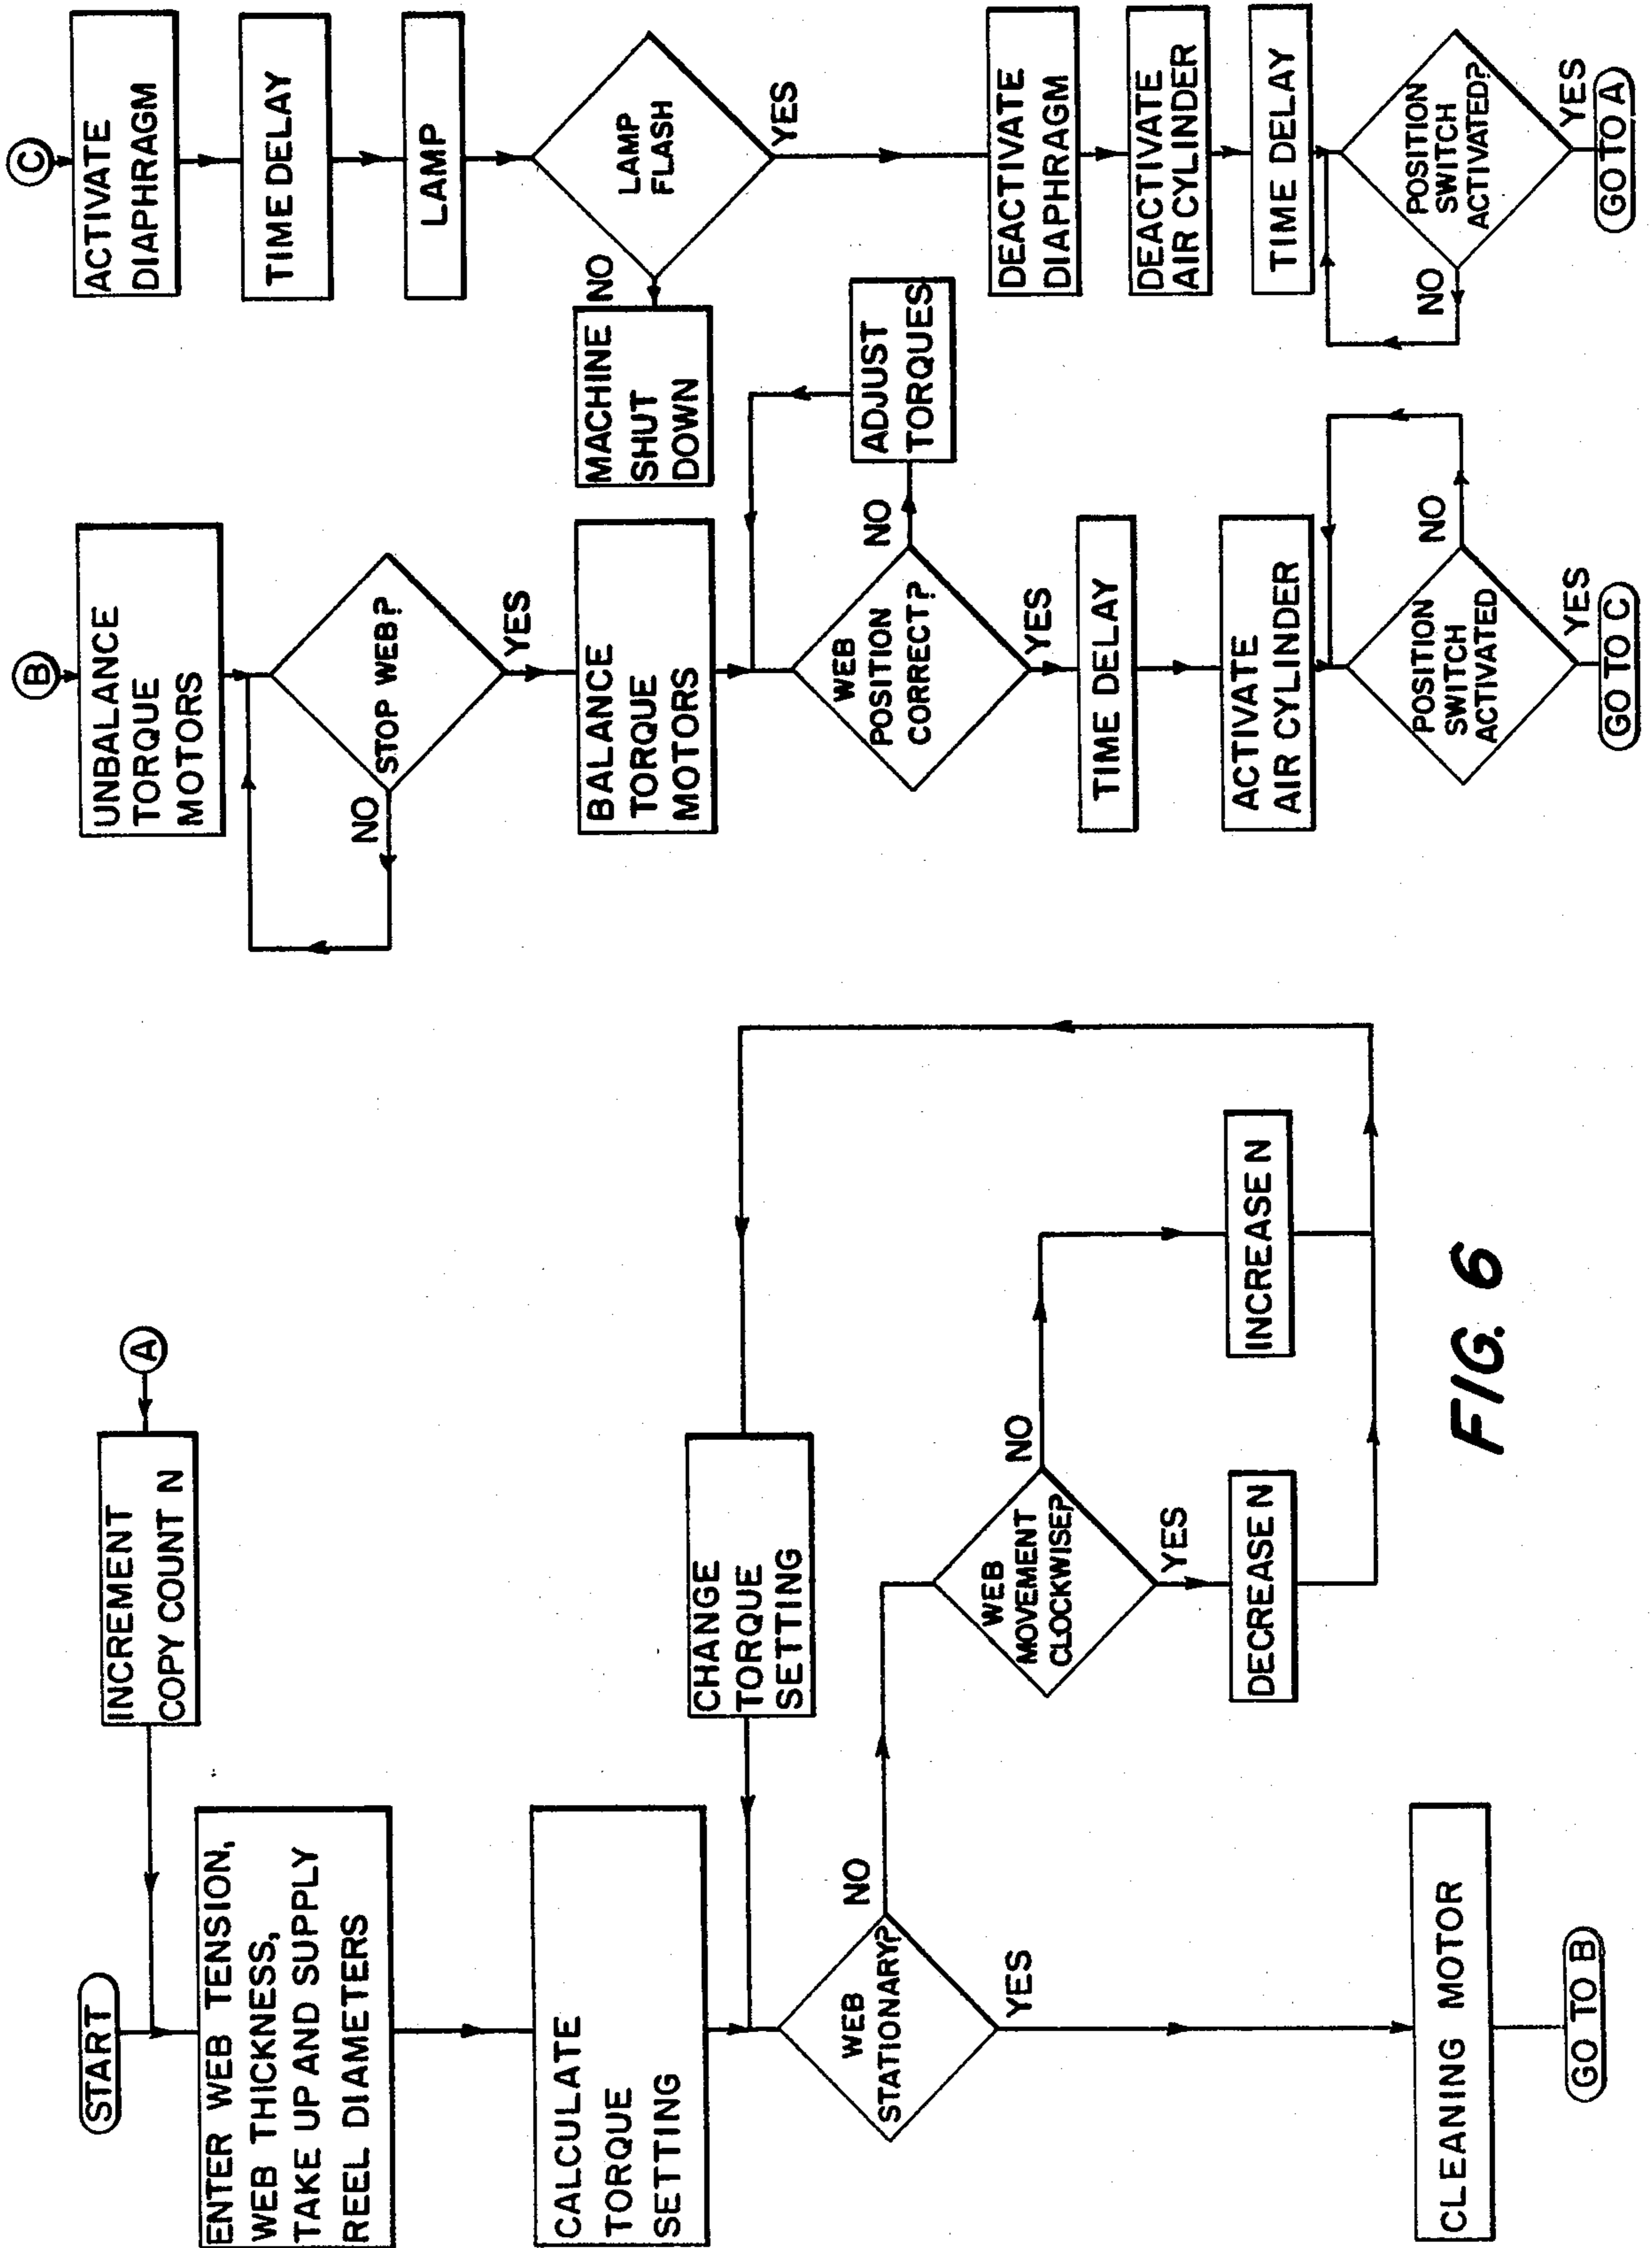 START
ENTER WEB TENSION,
WEB THICKNESS,
TAKE UP AND SUPPLY
REEL DIAMETERS
A
INCREMENT
COPY COUNT N
CALCULATE
TORQUE
SETTING
CHANGE
TORQUE
SETTING
WEB
STATIONARY?
NO
YES
WEB
MOVEMENT
CLOCKWISE?
NO
YES
DECREASE N
INCREASE N
CLEANING MOTOR
GO TO B
B
UNBALANCE
TORQUE
MOTORS
STOP WEB?
NO
YES
BALANCE
TORQUE
MOTORS
WEB
POSITION
CORRECT?
NO
ADJUST
TORQUES
YES
TIME DELAY
ACTIVATE
AIR CYLINDER
POSITION
SWITCH
ACTIVATED
NO
YES
GO TO C
C
ACTIVATE
DIAPHRAGM
TIME DELAY
LAMP
LAMP
FLASH
NO
MACHINE
SHUT
DOWN
YES
DEACTIVATE
DIAPHRAGM
DEACTIVATE
AIR CYLINDER
TIME DELAY
POSITION
SWITCH
ACTIVATED?
NO
YES
GO TO A
FIG. 6